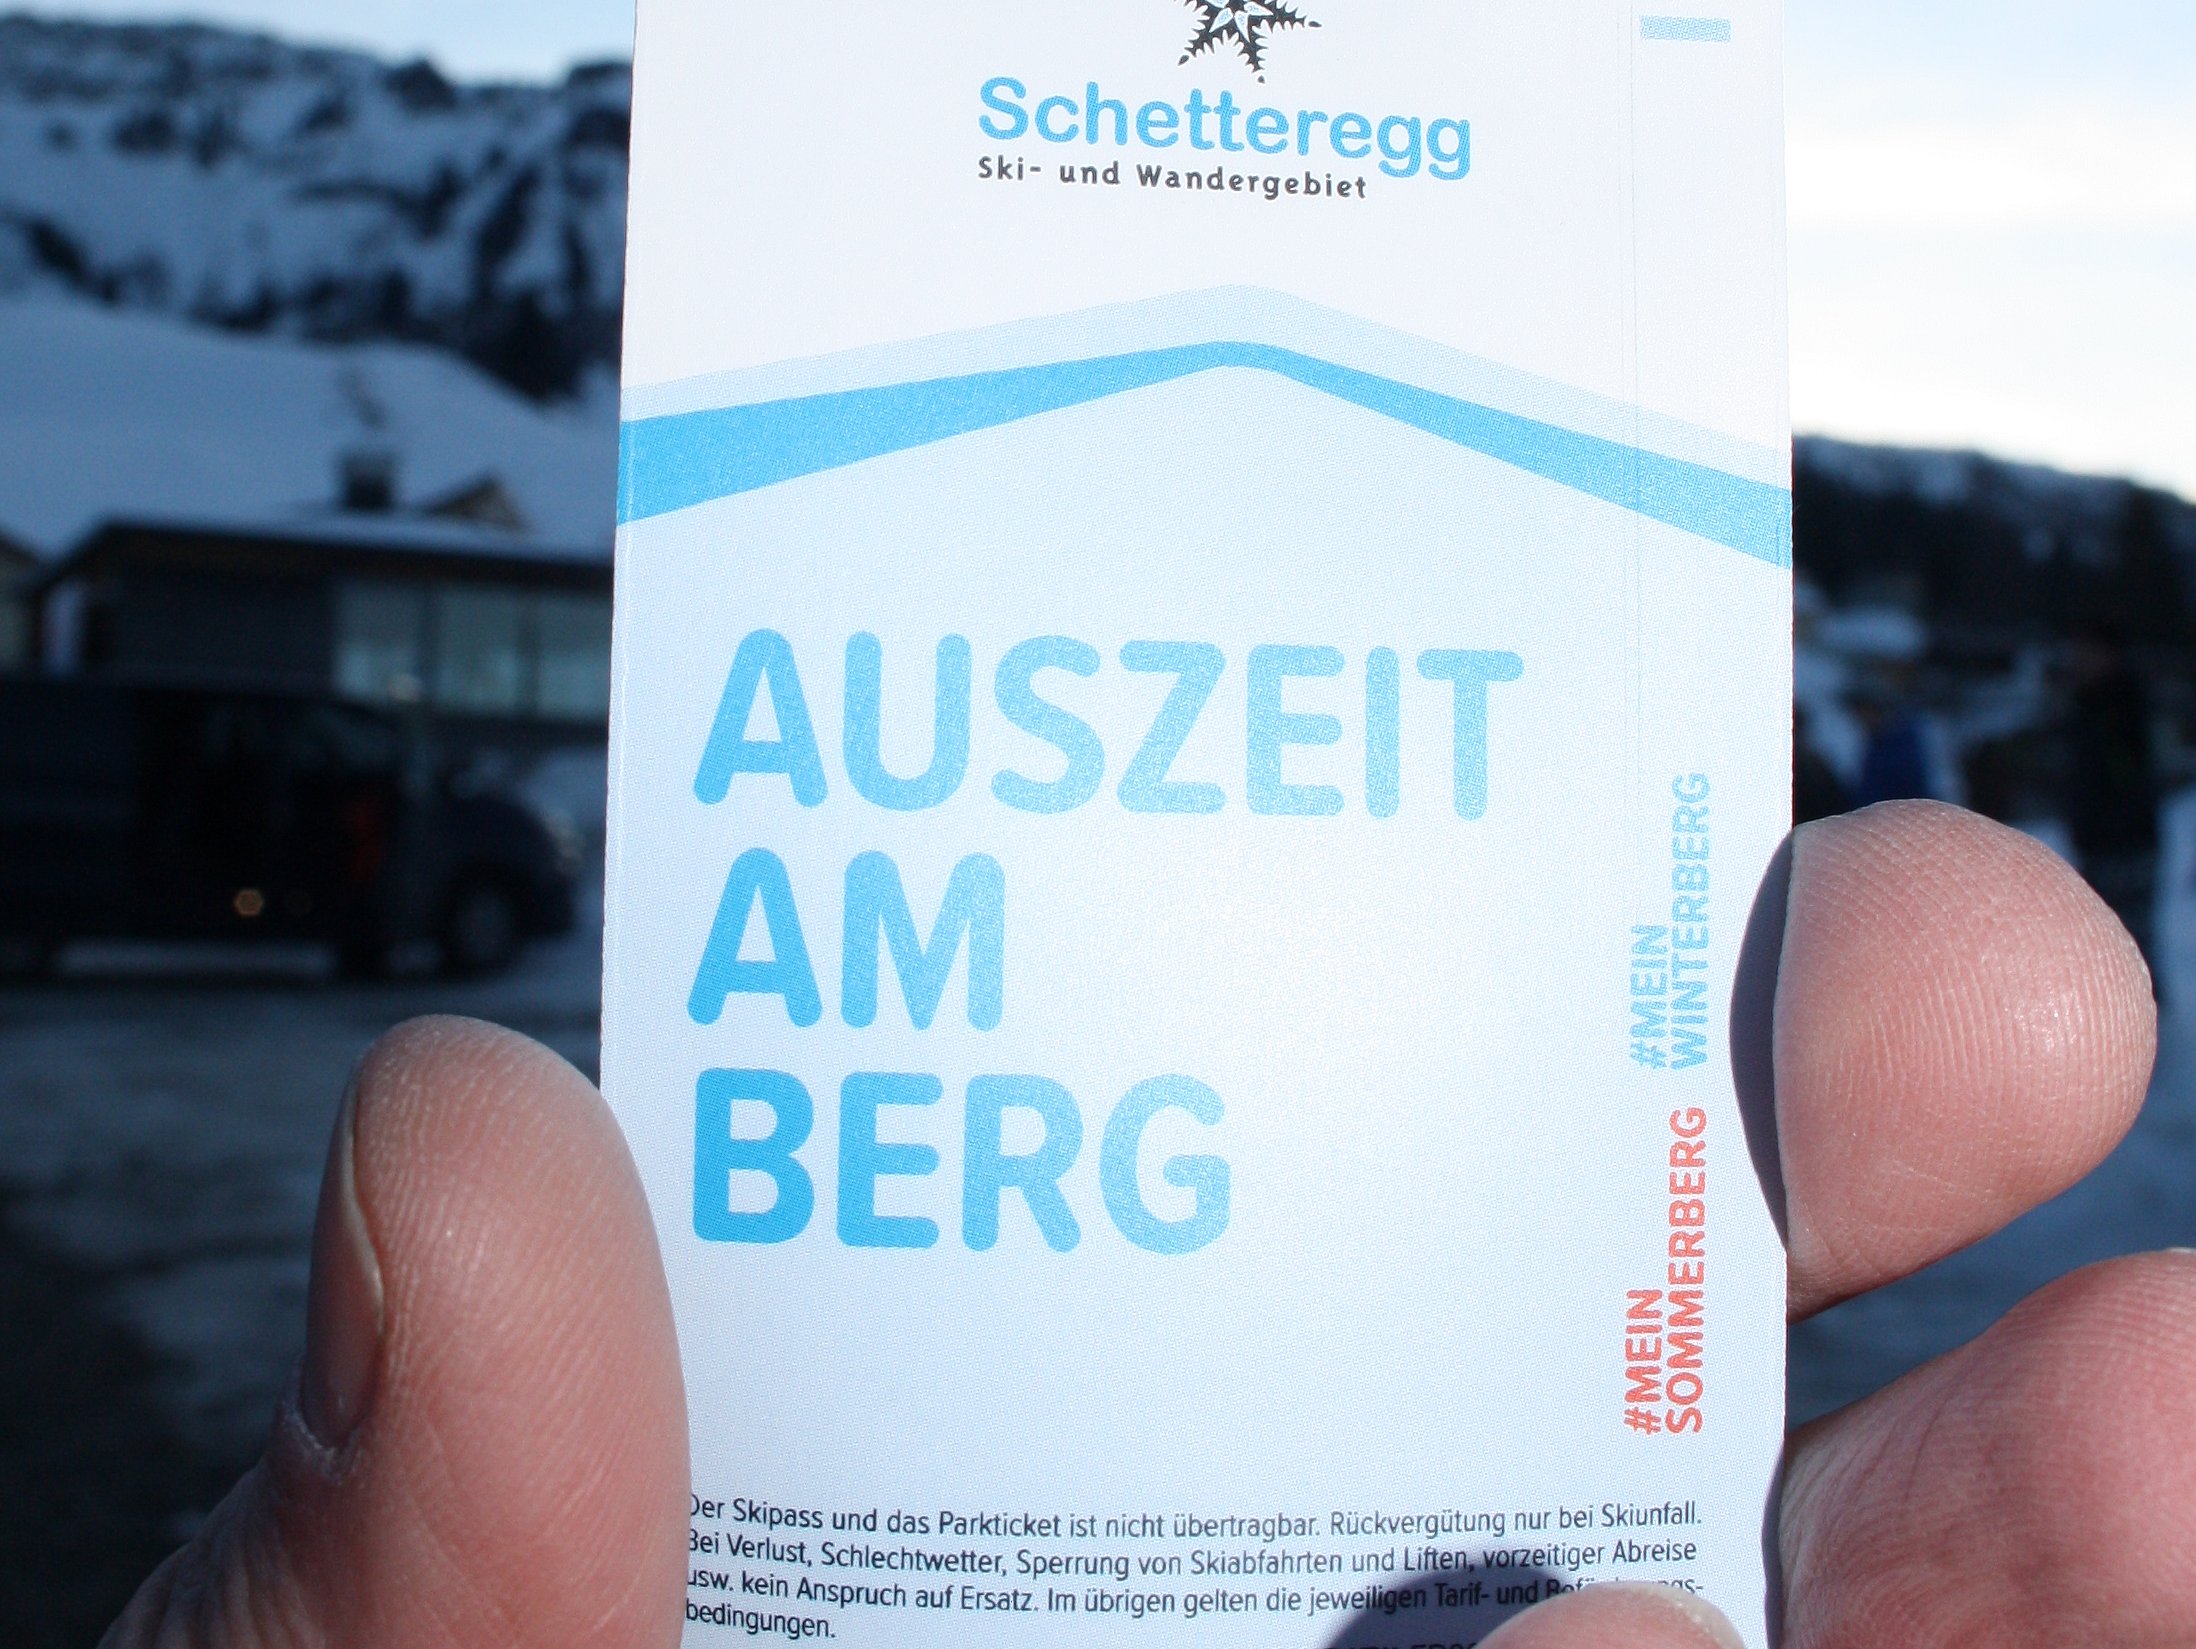 Schetteregg
Ski- und Wandergebiet
AUSZEIT
AM
BERG
#MEIN
WINTERBERG
#MEIN
SOMMERBERG
Der Skipass und das Parkticket ist nicht übertragbar. Rückvergütung nur bei Skiunfall.
Bei Verlust, Schlechtwetter, Sperrung von Skiabfahrten und Liften, vorzeitiger Abreise
usw. kein Anspruch auf Ersatz. Im übrigen gelten die jeweiligen Tarif- und Beförderungs-
bedingungen.